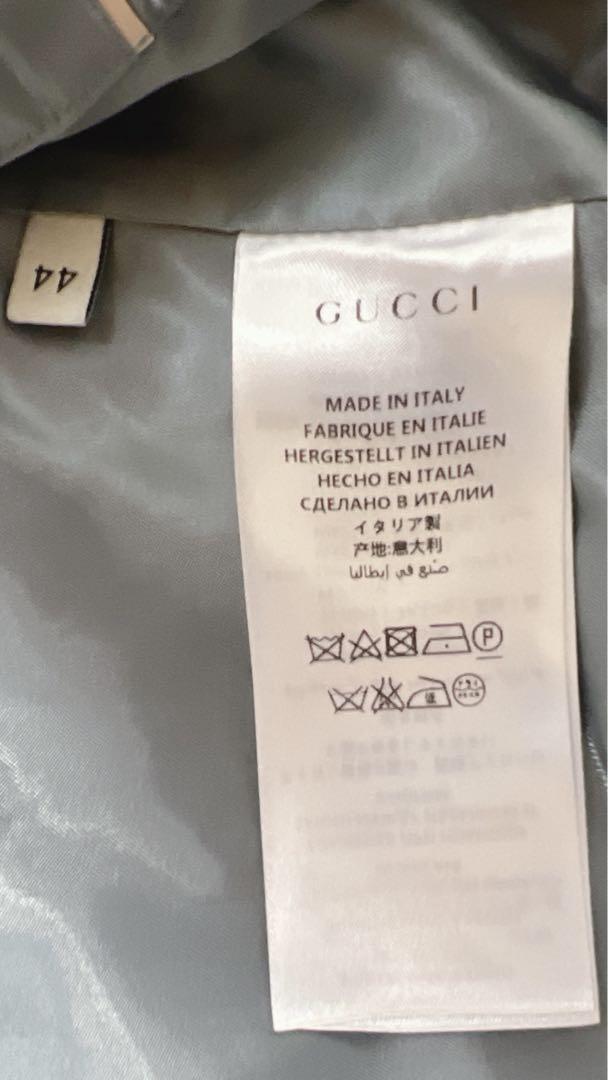 44
GUCCI
MADE IN ITALY
FABRIQUE EN ITALIE
HERGESTELLT IN ITALIEN
HECHO EN ITALIA
СДЕЛАНО В ИТАЛИИ
イタリア製
产地:意大利
صنع في إيطاليا
P